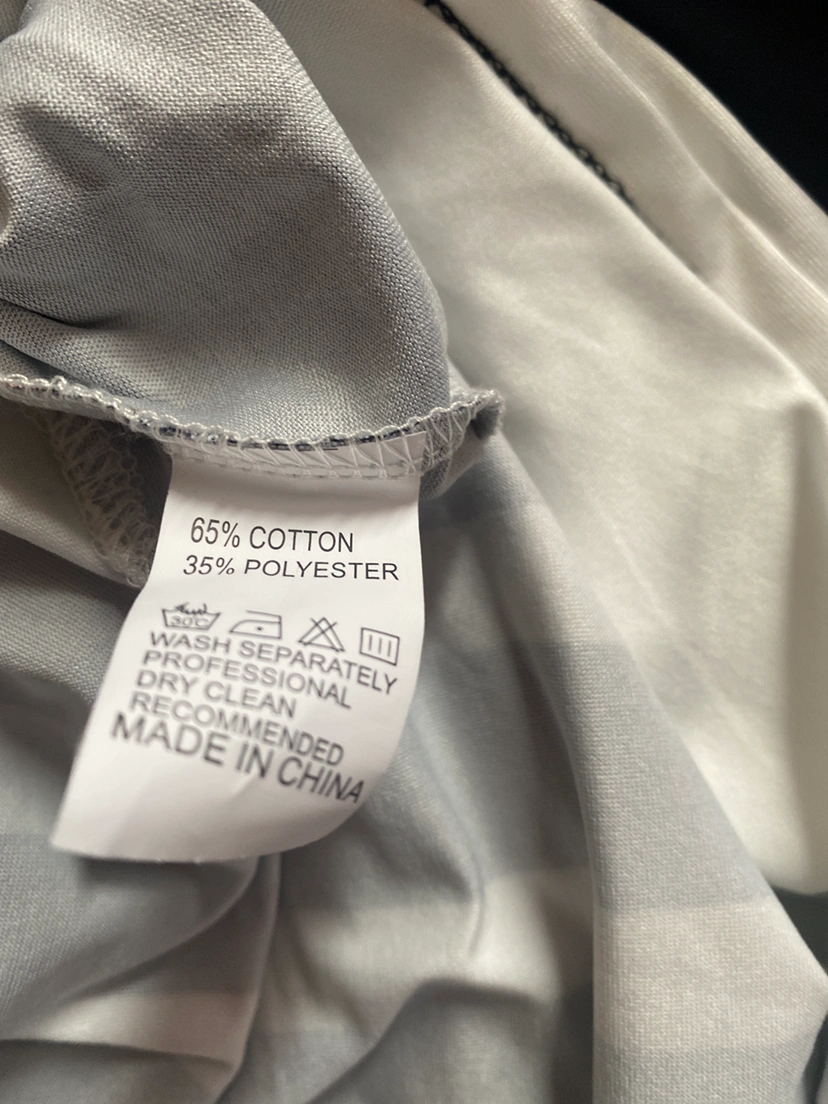 65% COTTON
35% POLYESTER
30°C
WASH SEPARATELY
PROFESSIONAL
DRY CLEAN
RECOMMENDED
MADE IN CHINA